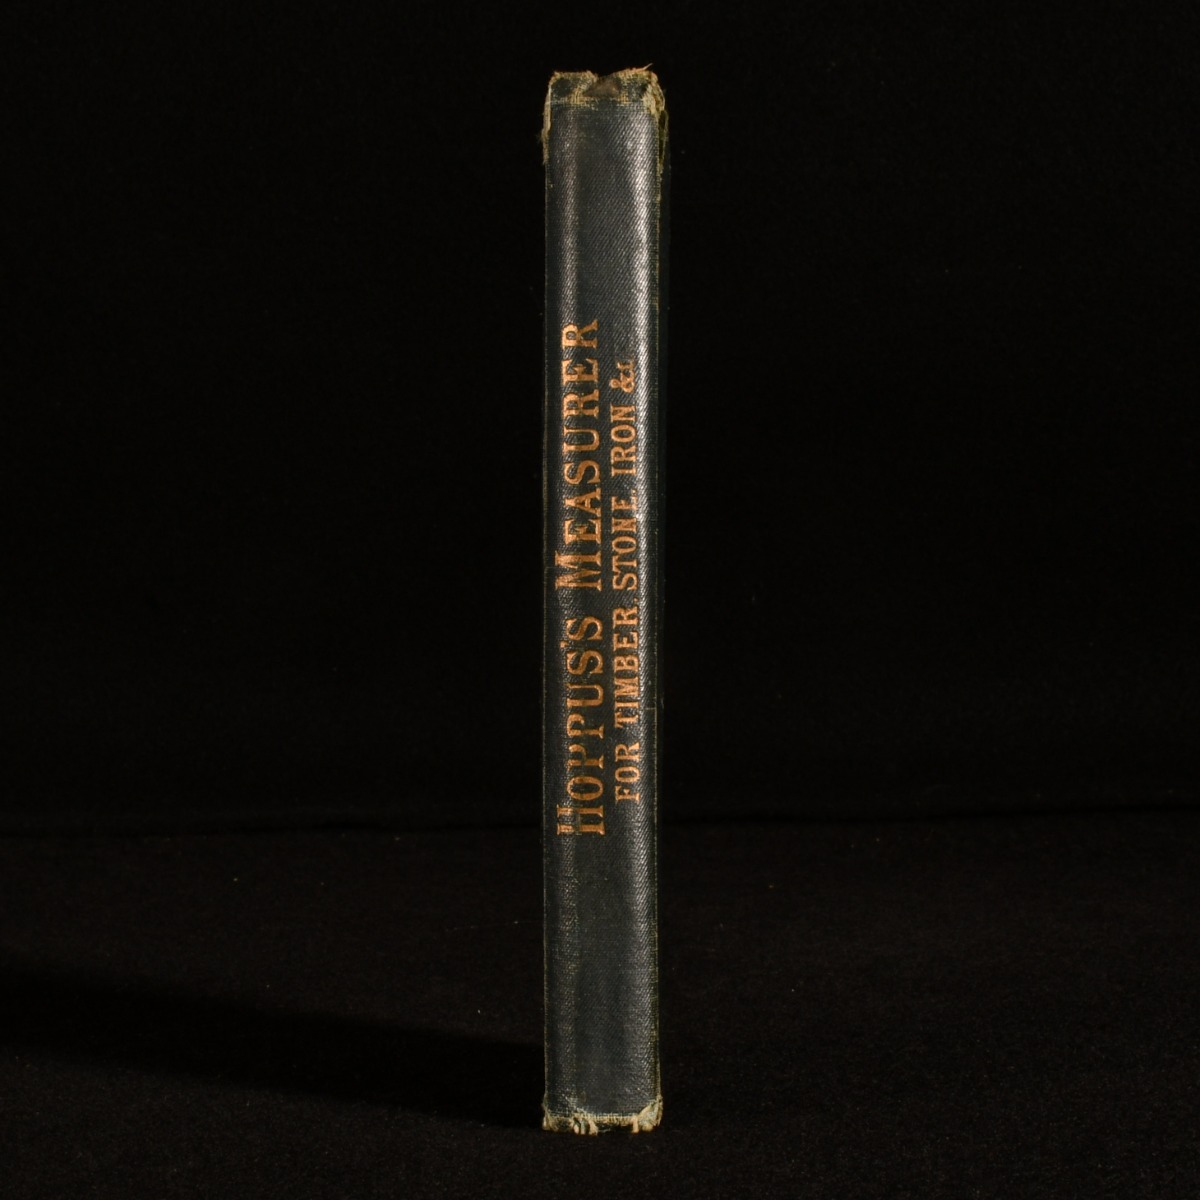 HOPPUS'S MEASURER
FOR TIMBER, STONE, IRON &c